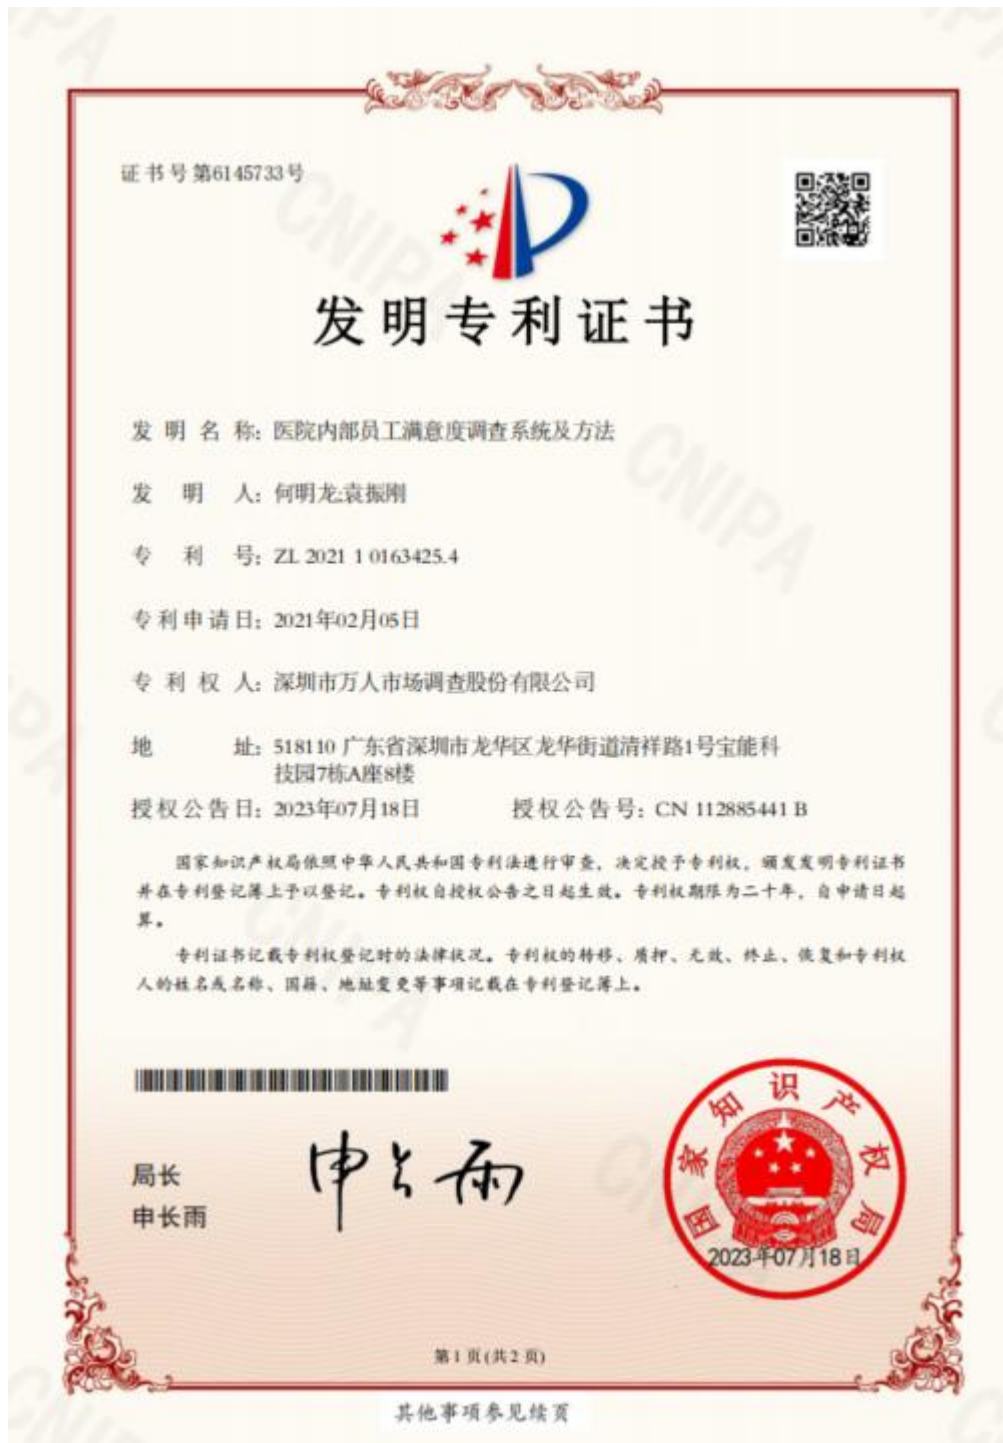 证书号第6145733号
发明专利证书
发明名称：医院内部员工满意度调查系统及方法
发明人：何明龙;袁振刚
专利号：ZL 2021 1 0163425.4
专利申请日：2021年02月05日
专利权人：深圳市万人市场调查股份有限公司
地址：518110 广东省深圳市龙华区龙华街道清祥路1号宝能科
技园7栋A座8楼
授权公告日：2023年07月18日 授权公告号：CN 112885441 B
国家知识产权局依照中华人民共和国专利法进行审查，决定授予专利权，颁发发明专利证书
并在专利登记簿上予以登记。专利权自授权公告之日起生效。专利权期限为二十年，自申请日起
算。
专利证书记载专利权登记时的法律状况。专利权的转移、质押、无效、终止、恢复和专利权
人的姓名或名称、国籍、地址变更等事项记载在专利登记簿上。
局长
申长雨
申长雨
国家知识产权局
2023年07月18日
第1页(共2页)
其他事项参见续页
CNIPA
CNIPA
CNIPA
CNIPA